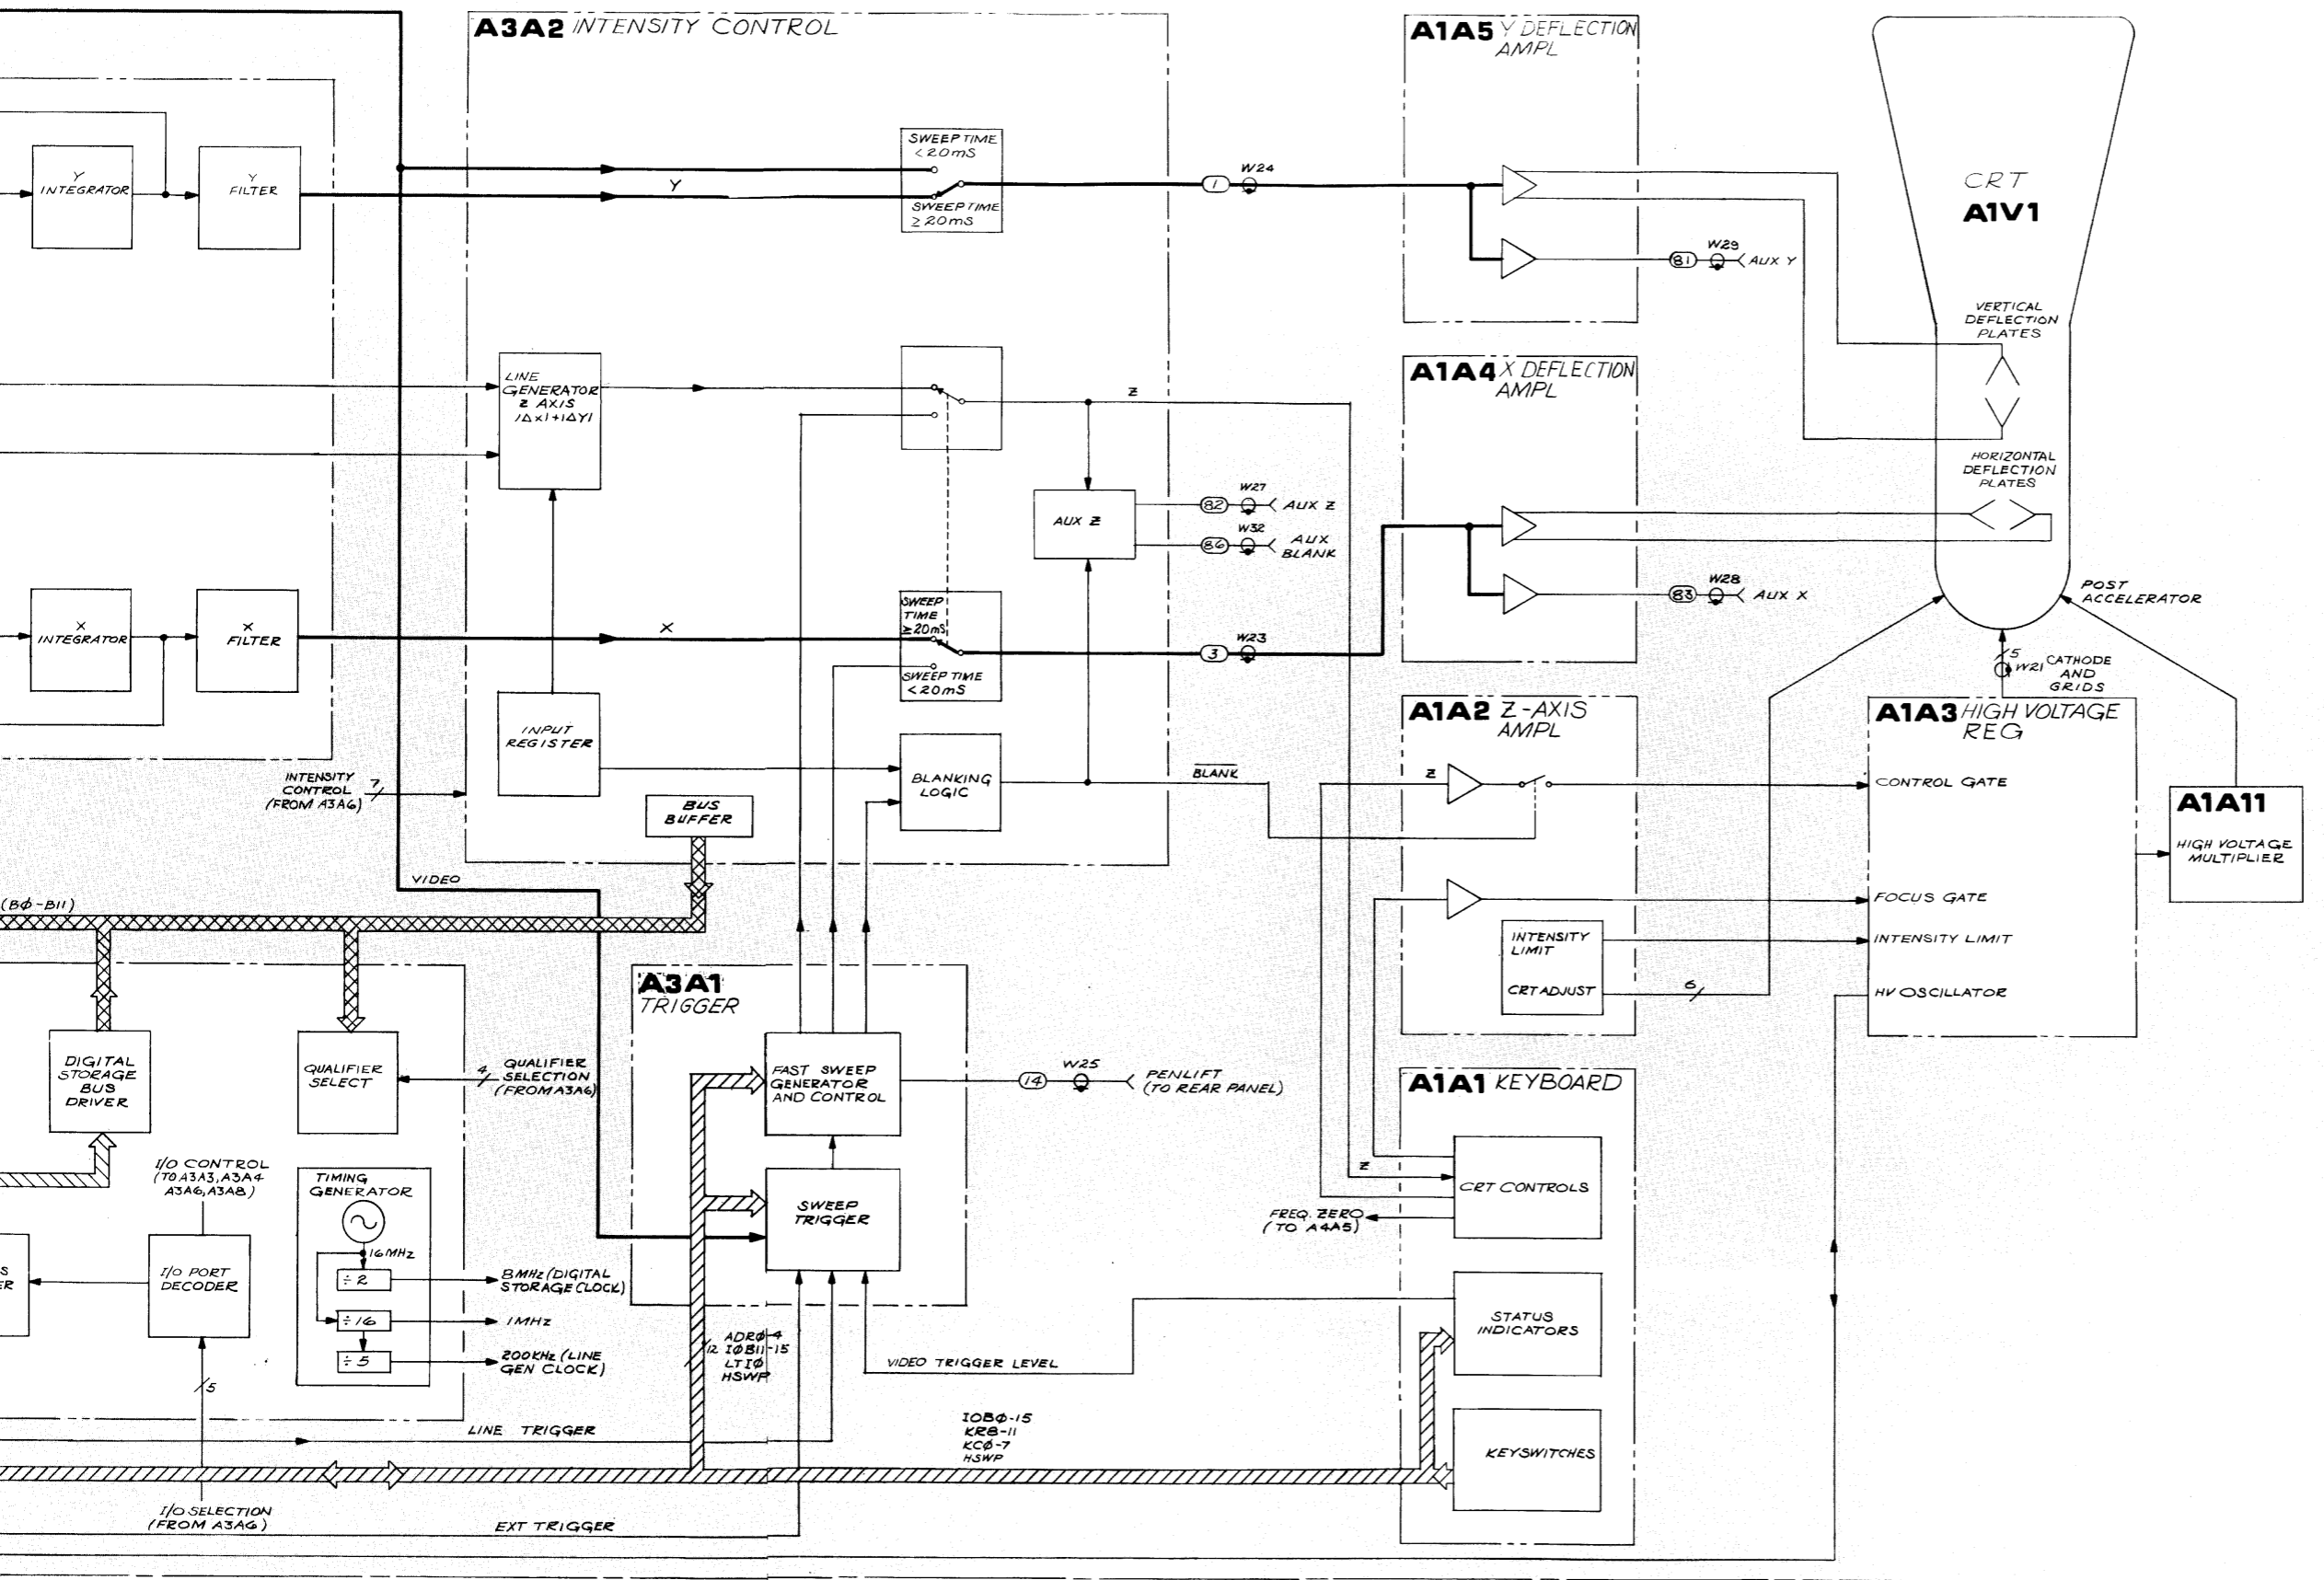 A3A2 INTENSITY CONTROL
SWEEP TIME
<20mS
SWEEP TIME
≥20mS
Y
INTEGRATOR
Y
FILTER
Y
1
W24
A1A5 Y DEFLECTION
AMPL
81
W29
AUX Y
CRT
A1V1
VERTICAL
DEFLECTION
PLATES
HORIZONTAL
DEFLECTION
PLATES
LINE
GENERATOR
Z AXIS
|ΔX|+|ΔY|
Z
AUX Z
82
W27
AUX Z
86
W32
AUX
BLANK
A1A4 X DEFLECTION
AMPL
83
W28
AUX X
POST
ACCELERATOR
X
INTEGRATOR
X
FILTER
X
SWEEP
TIME
≥20mS
SWEEP TIME
<20mS
3
W23
5
W21
CATHODE
AND
GRIDS
INPUT
REGISTER
INTENSITY
CONTROL
(FROM A3A6)
7
BUS
BUFFER
BLANKING
LOGIC
BLANK
A1A2 Z-AXIS
AMPL
Z
INTENSITY
LIMIT
CRT ADJUST
6
A1A3 HIGH VOLTAGE
REG
CONTROL GATE
FOCUS GATE
INTENSITY LIMIT
HV OSCILLATOR
A1A11
HIGH VOLTAGE
MULTIPLIER
VIDEO
(BØ-B11)
DIGITAL
STORAGE
BUS
DRIVER
QUALIFIER
SELECT
4
QUALIFIER
SELECTION
(FROM A3A6)
A3A1
TRIGGER
FAST SWEEP
GENERATOR
AND CONTROL
14
W25
PENLIFT
(TO REAR PANEL)
SWEEP
TRIGGER
A1A1 KEYBOARD
Z
CRT CONTROLS
FREQ. ZERO
(TO A4A5)
STATUS
INDICATORS
KEYSWITCHES
I/O CONTROL
(TO A3A3, A3A4
A3A6, A3A8)
S
ER
I/O PORT
DECODER
5
I/O SELECTION
(FROM A3A6)
TIMING
GENERATOR
16MHz
÷2
÷16
÷5
8MHz (DIGITAL
STORAGE CLOCK)
1MHz
200KHz (LINE
GEN CLOCK)
12
ADRØ-4
IØB11-15
LTIØ
HSWP
VIDEO TRIGGER LEVEL
LINE TRIGGER
IOBØ-15
KR8-11
KCØ-7
HSWP
EXT TRIGGER